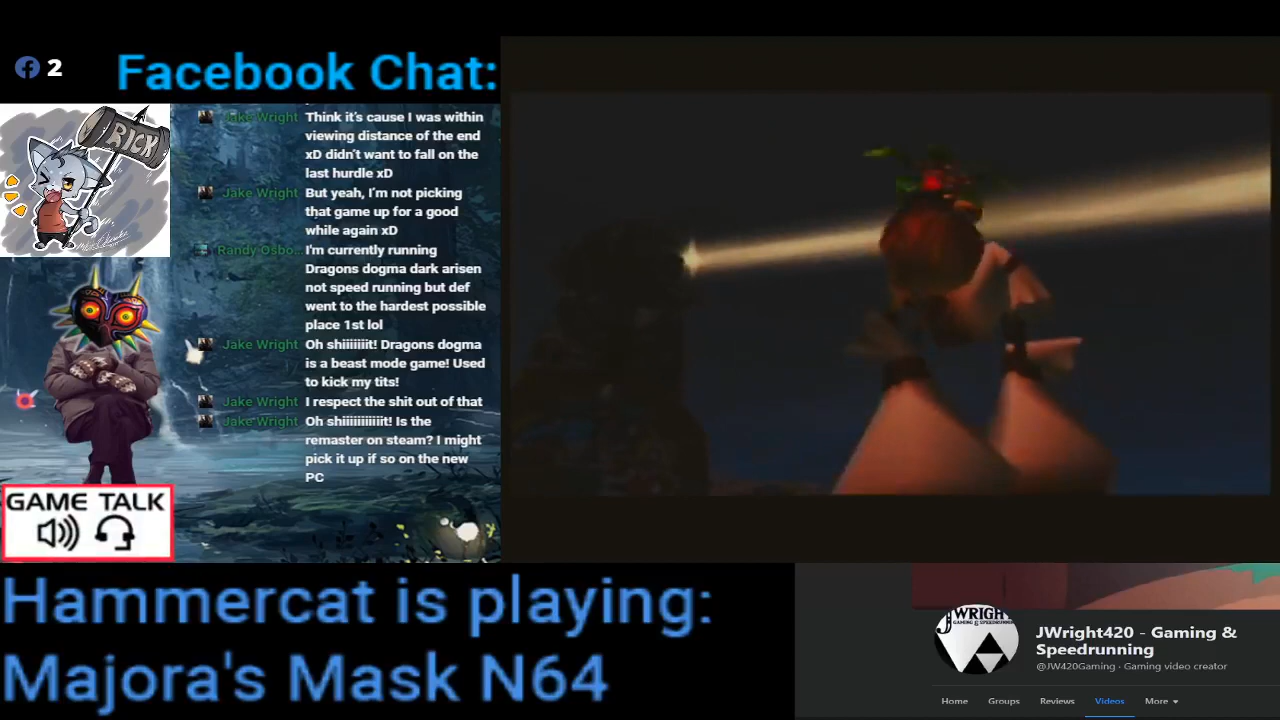 2
Facebook Chat:
RICK
Jake Wright Think it's cause I was within
viewing distance of the end
xD didn't want to fall on the
last hurdle xD
Jake Wright But yeah, I'm not picking
that game up for a good
while again xD
Randy Osbo... I'm currently running
Dragons dogma dark arisen
not speed running but def
went to the hardest possible
place 1st lol
Jake Wright Oh shiiiiiiit! Dragons dogma
is a beast mode game! Used
to kick my tits!
Jake Wright I respect the shit out of that
Jake Wright Oh shiiiiiiiiiiit! Is the
remaster on steam? I might
pick it up if so on the new
PC
GAME TALK
Hammercat is playing:
Majora's Mask N64
JWRIGHT
GAMING & SPEEDRUNNING
JWright420 - Gaming &
Speedrunning
@JW420Gaming · Gaming video creator
Home Groups Reviews Videos More